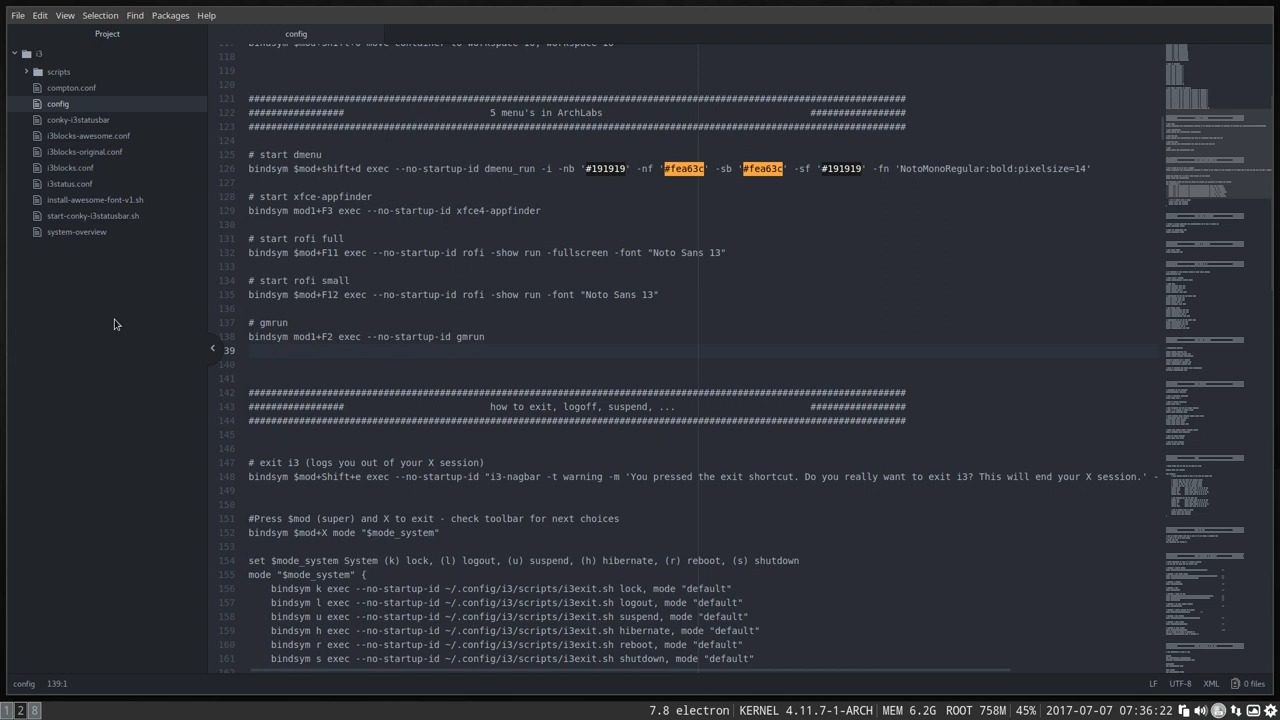 File Edit View Selection Find Packages Help
Project
config
i3
scripts
compton.conf
config
conky-i3statusbar
i3blocks-awesome.conf
i3blocks-original.conf
i3blocks.conf
i3status.conf
install-awesome-font-v1.sh
start-conky-i3statusbar.sh
system-overview
118
119
120
121 ######################################################################################################################
122 ################# 5 menu's in ArchLabs #################
123 ######################################################################################################################
124
125 # start dmenu
126 bindsym $mod+shift+d exec --no-startup-id dmenu_run -i -nb '#191919' -nf '#fea63c' -sb '#fea63c' -sf '#191919' -fn 'NotoMonoRegular:bold:pixelsize=14'
127
128 # start xfce-appfinder
129 bindsym mod1+F3 exec --no-startup-id xfce4-appfinder
130
131 # start rofi full
132 bindsym $mod+F11 exec --no-startup-id rofi -show run -fullscreen -font "Noto Sans 13"
133
134 # start rofi small
135 bindsym $mod+F12 exec --no-startup-id rofi -show run -font "Noto Sans 13"
136
137 # gmrun
138 bindsym mod1+F2 exec --no-startup-id gmrun
139
140
141
142 ######################################################################################################################
143 ################# how to exit, logoff, suspend, ... #################
144 ######################################################################################################################
145
146
147 # exit i3 (logs you out of your X session)
148 bindsym $mod+Shift+e exec --no-startup-id "i3-nagbar -t warning -m 'You pressed the exit shortcut. Do you really want to exit i3? This will end your X session.' -
149
150
151 #Press $mod (super) and X to exit - check toolbar for next choices
152 bindsym $mod+X mode "$mode_system"
153
154 set $mode_system System (k) lock, (l) logout, (u) suspend, (h) hibernate, (r) reboot, (s) shutdown
155 mode "$mode_system" {
156 bindsym exec --no-startup-id ~/.config/i3/scripts/i3exit.sh lock, mode "default"
157 bindsym exec --no-startup-id ~/.config/i3/scripts/i3exit.sh logout, mode "default"
158 bindsym exec --no-startup-id ~/.config/i3/scripts/i3exit.sh suspend, mode "default"
159 bindsym exec --no-startup-id ~/.config/i3/scripts/i3exit.sh hibernate, mode "default"
160 bindsym r exec --no-startup-id ~/.config/i3/scripts/i3exit.sh reboot, mode "default"
161 bindsym exec --no-startup-id ~/.config/i3/scripts/i3exit.sh shutdown, mode "default"
config 139:1 LF UTF-8 XML 0 files
1 2 8 7.8 electron KERNEL 4.11.7-1-ARCH MEM 6.2G ROOT 758M 45% 2017-07-07 07:36:22